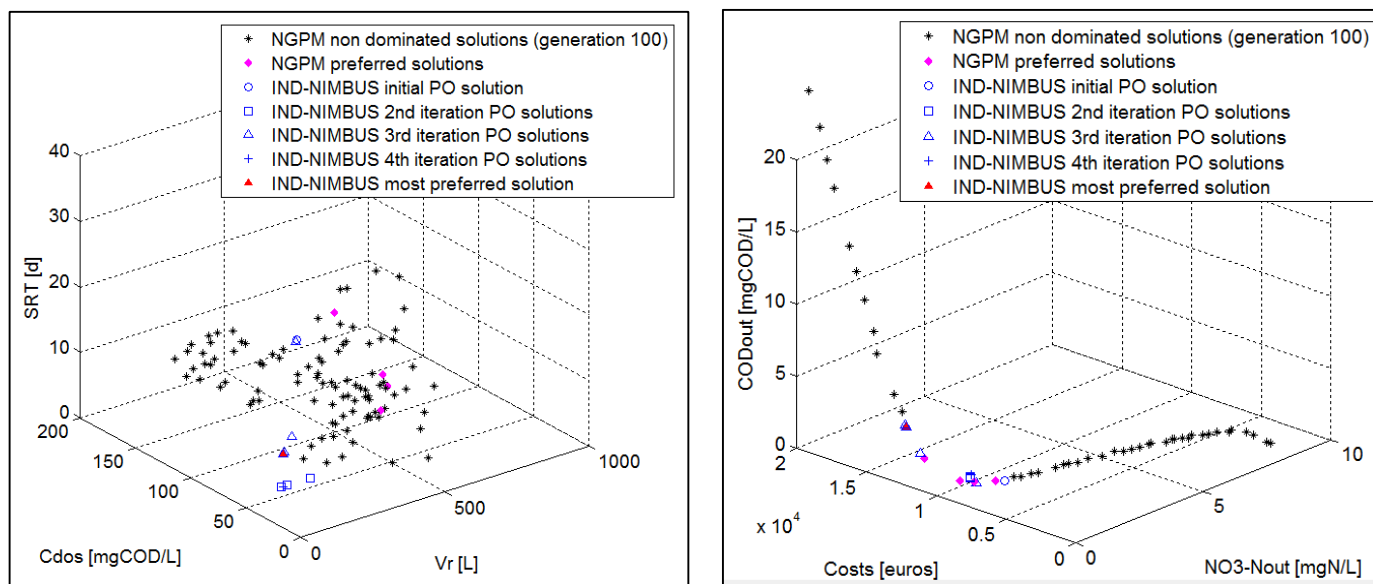 NGPM non dominated solutions (generation 100)
NGPM preferred solutions
IND-NIMBUS initial PO solution
IND-NIMBUS 2nd iteration PO solutions
IND-NIMBUS 3rd iteration PO solutions
IND-NIMBUS 4th iteration PO solutions
IND-NIMBUS most preferred solution
40
30
20
10
0
SRT [d]
200
150
100
50
0
Cdos [mgCOD/L]
0
500
1000
Vr [L]
NGPM non dominated solutions (generation 100)
NGPM preferred solutions
IND-NIMBUS initial PO solution
IND-NIMBUS 2nd iteration PO solutions
IND-NIMBUS 3rd iteration PO solutions
IND-NIMBUS 4th iteration PO solutions
IND-NIMBUS most preferred solution
20
15
10
5
0
CODout [mgCOD/L]
2
1.5
1
0.5
0
x 10⁴
Costs [euros]
0
5
10
NO3-Nout [mgN/L]